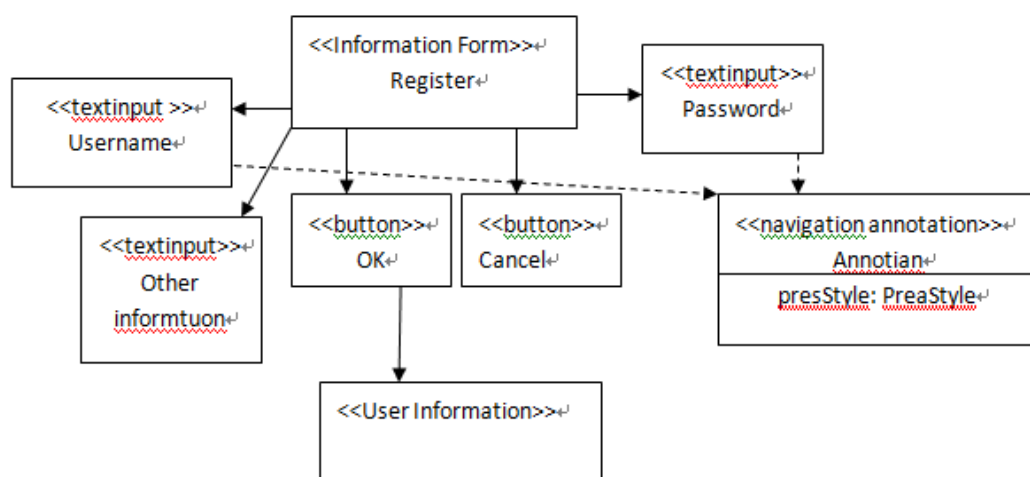 <<Information Form>>
Register
<<textinput >>
Username
<<textinput>>
Password
<<textinput>>
Other
informtuon
<<button>>
OK
<<button>>
Cancel
<<navigation annotation>>
Annotian
presStyle: PreaStyle
<<User Information>>